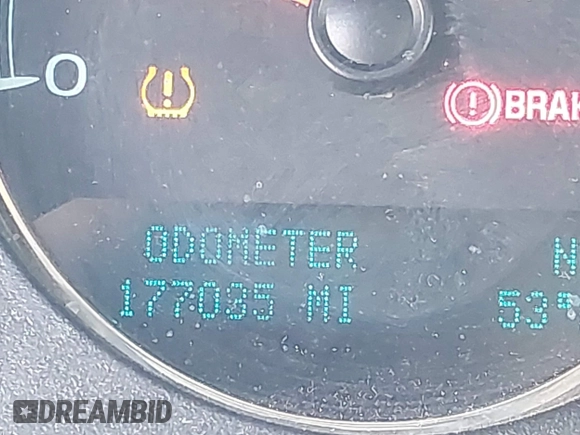 0
BRAK
ODOMETER N
177035 MI 53°
DREAMBID